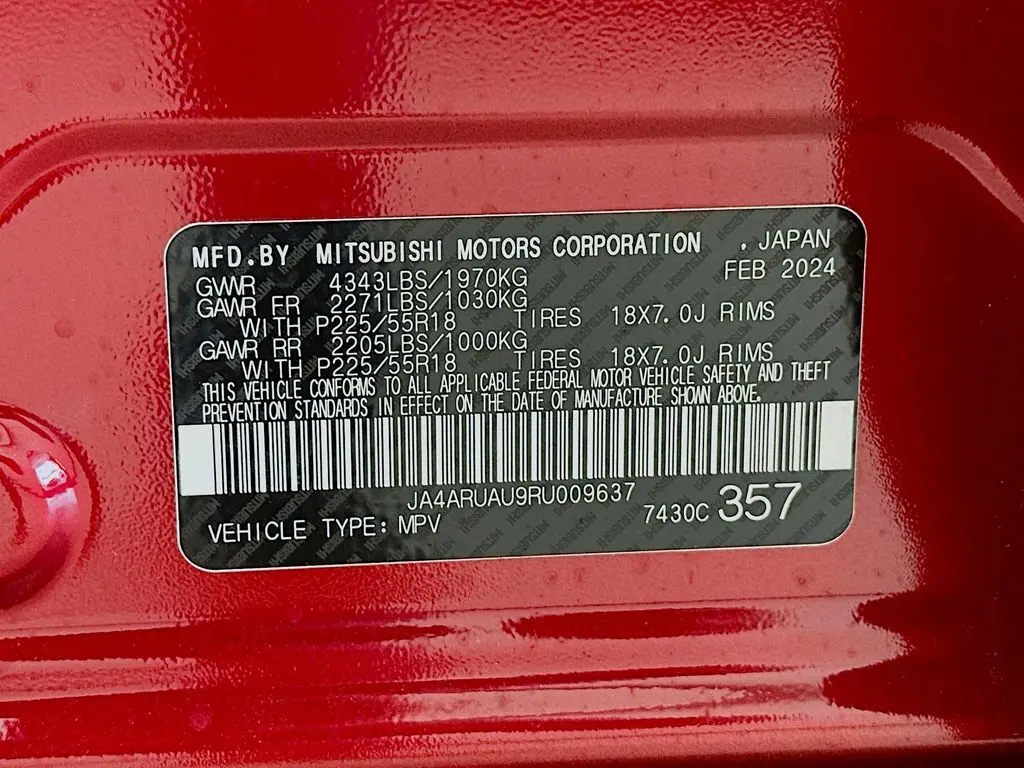 MFD.BY MITSUBISHI MOTORS CORPORATION , JAPAN
FEB 2024
GWVR 4343LBS/1970KG
GAWR FR 2271LBS/1030KG
WITH P225/55R18 TIRES 18X7.0J RIMS
GAWR RR 2205LBS/1000KG
WITH P225/55R18 TIRES 18X7.0J RIMS
THIS VEHICLE CONFORMS TO ALL APPLICABLE FEDERAL MOTOR VEHICLE SAFETY AND THEFT
PREVENTION STANDARDS IN EFFECT ON THE DATE OF MANUFACTURE SHOWN ABOVE.
JA4ARUAU9RU009637
VEHICLE TYPE: MPV 7430C 357